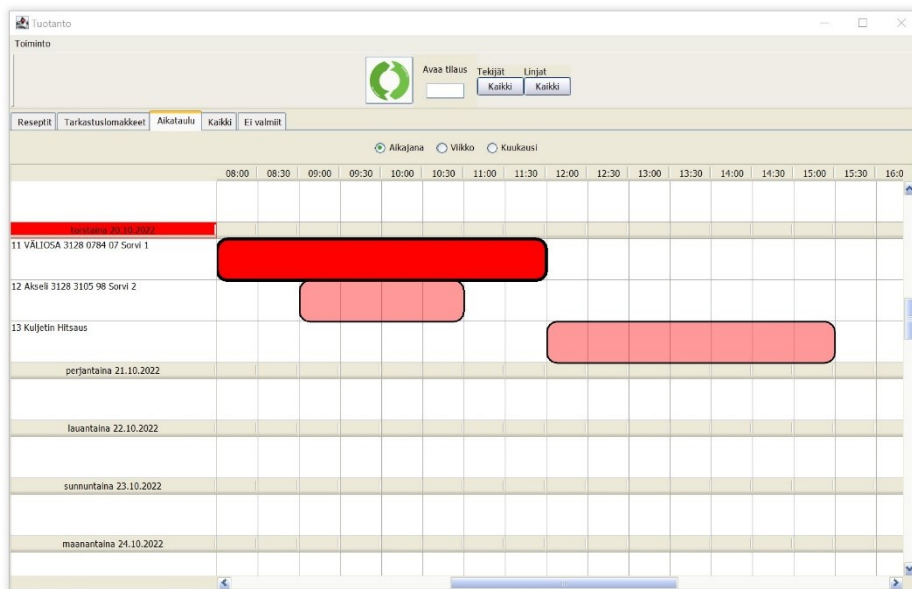 Tuotanto
Toiminto
Avaa tilaus Tekijät Linjat
Kaikki Kaikki
Reseptit Tarkastuslomakkeet Aikataulu Kaikki Ei valmiit
Aikajana Viikko Kuukausi
08:00 08:30 09:00 09:30 10:00 10:30 11:00 11:30 12:00 12:30 13:00 13:30 14:00 14:30 15:00 15:30 16:0
torstaina 20.10.2022
11 VÄLIOSA 3128 0784 07 Sorvi 1
12 Akseli 3128 3105 98 Sorvi 2
13 Kuljetin Hitsaus
perjantaina 21.10.2022
lauantaina 22.10.2022
sunnuntaina 23.10.2022
maanantaina 24.10.2022